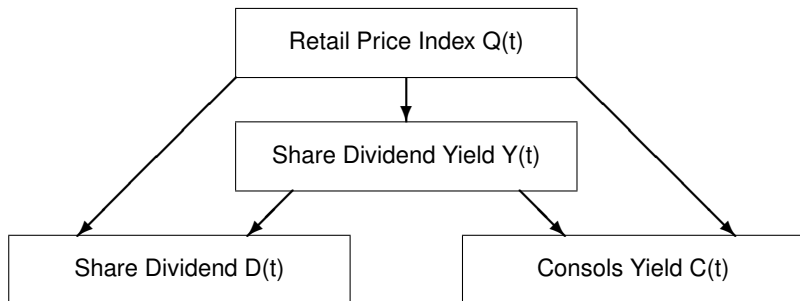 Retail Price Index Q(t)
Share Dividend Yield Y(t)
Share Dividend D(t)
Consols Yield C(t)